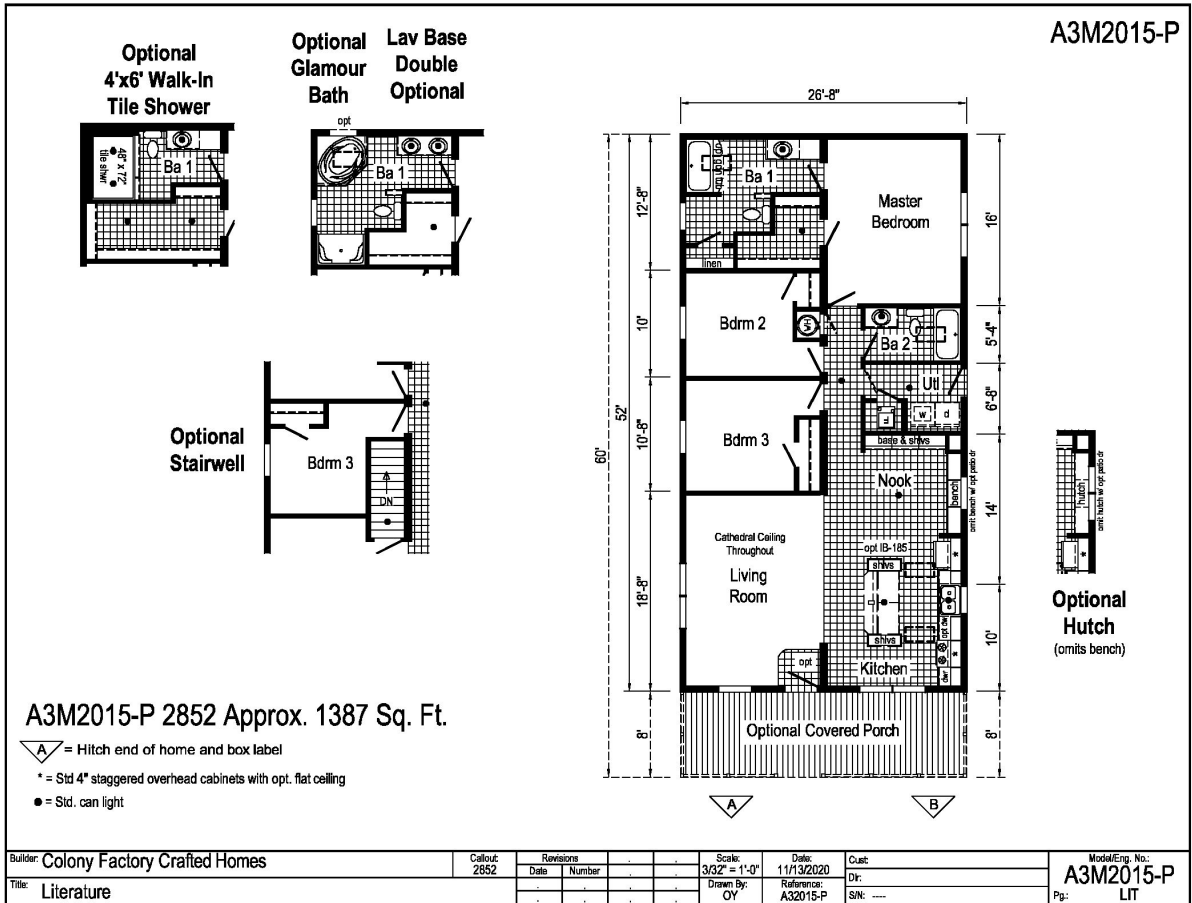 A3M2015-P
Optional
4'x6' Walk-In
Tile Shower
48" x 72"
tile shwr
Ba 1
Optional
Glamour
Bath
Lav Base
Double
Optional
opt
Ba 1
26'-8"
60'
52'
12'-8"
10'
10'-8"
18'-8"
8'
16'
5'-4"
6'-8"
14'
10'
8'
Ba 1
linen
Master
Bedroom
Bdrm 2
HA
Ba 2
Utl
F
w
d
Bdrm 3
base & shlvs
Nook
bench
omit bench w/ opt patio dr
Cathedral Ceiling
Throughout
Living
Room
opt IB-185
shlvs
shlvs
*
opt dw
*
dwr
opt
Kitchen
Optional Covered Porch
A
B
Optional
Stairwell
Bdrm 3
DN
hutch
omit hutch w/ opt patio dr
*
Optional
Hutch
(omits bench)
A3M2015-P 2852 Approx. 1387 Sq. Ft.
A = Hitch end of home and box label
* = Std 4" staggered overhead cabinets with opt. flat ceiling
● = Std. can light
Builder: Colony Factory Crafted Homes
Title: Literature
Callout:
2852
Revisions
Date Number
Scale:
3/32" = 1'-0"
Drawn By:
OY
Date:
11/13/2020
Reference:
A32015-P
Cust:
Dlr:
S/N: ----
Model/Eng. No.:
A3M2015-P
Pg.: LIT